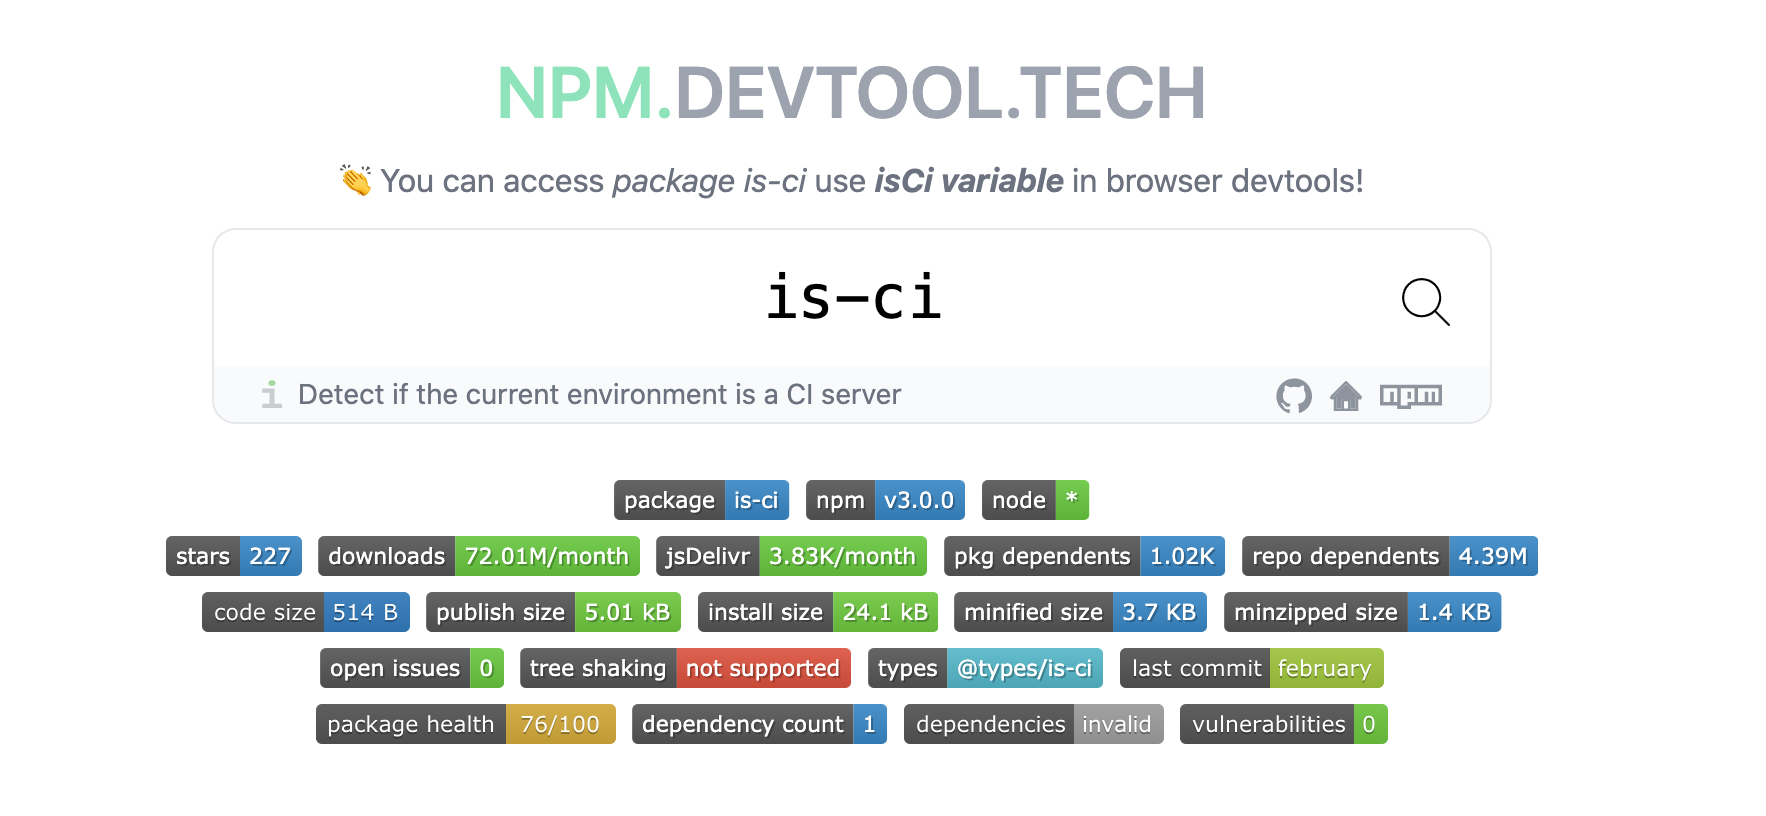 NPM.DEVTOOL.TECH
👏 You can access package is-ci use isCi variable in browser devtools!
is-ci
i Detect if the current environment is a CI server npm
package is-ci npm v3.0.0 node *
stars 227 downloads 72.01M/month jsDelivr 3.83K/month pkg dependents 1.02K repo dependents 4.39M
code size 514 B publish size 5.01 kB install size 24.1 kB minified size 3.7 KB minzipped size 1.4 KB
open issues 0 tree shaking not supported types @types/is-ci last commit february
package health 76/100 dependency count 1 dependencies invalid vulnerabilities 0